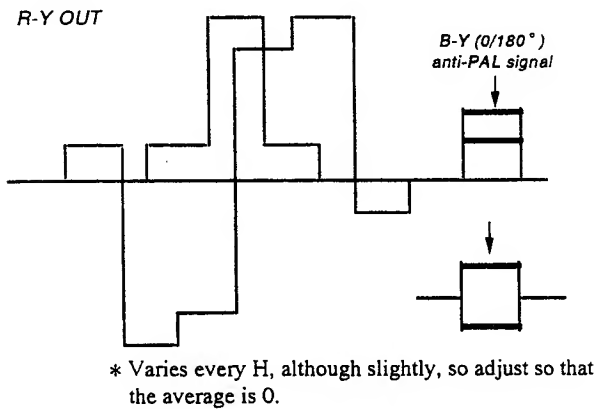 R-Y OUT
B-Y (0/180°)
anti-PAL signal
* Varies every H, although slightly, so adjust so that
the average is 0.